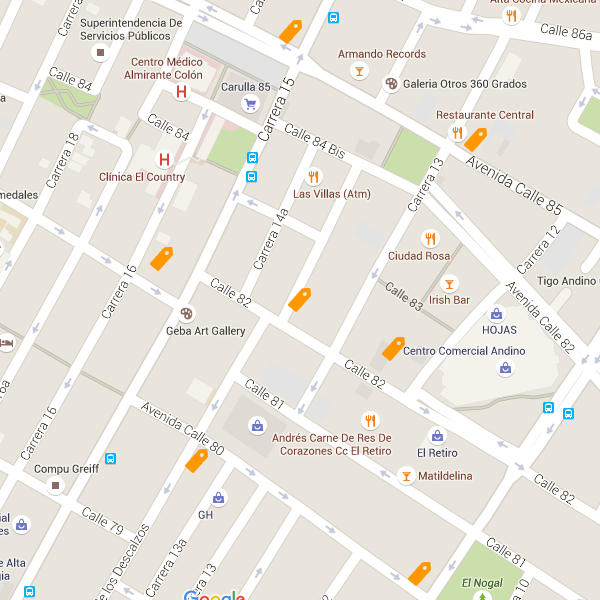 Alta Cocina Mexicana
Superintendencia De
Servicios Públicos
Carrera 18
Calle 86a
Armando Records
Centro Médico
Almirante Colón
Calle 84
Carulla 85
Carrera 15
Galeria Otros 360 Grados
Restaurante Central
Calle 84
Calle 84 Bis
Carrera 18
Clínica El Country
Avenida Calle 85
Carrera 13
Las Villas (Atm)
Carrera 14a
Carrera 12
Ciudad Rosa
Tigo Andino
Carrera 16
Calle 82
Calle 83
Irish Bar
Avenida Calle 82
HOJAS
Geba Art Gallery
Centro Comercial Andino
Calle 82
Calle 81
Avenida Calle 80
Carrera 16
Andrés Carne De Res De
Corazones Cc El Retiro
El Retiro
Compu Greiff
Matildelina
Calle 82
Calle 79
GH
Carrera 13a
los Descalzos
Calle 81
El Nogal
Google